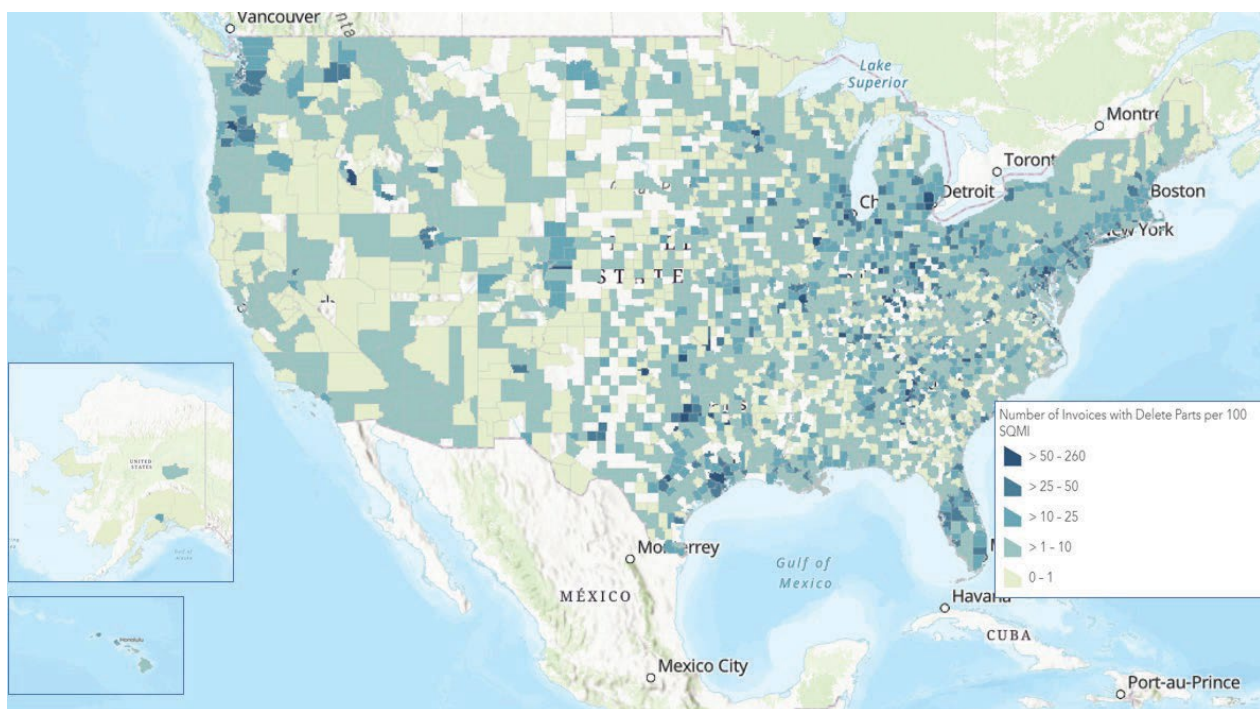 Vancouver
Lake
Superior
Montre
Toront
Detroit
Boston
Ch
New York
STATE
UNITED
STATES
Number of Invoices with Delete Parts per 100
SQMI
> 50 - 260
> 25 - 50
> 10 - 25
> 1 - 10
0 - 1
Honolulu
Monterrey
Gulf of
Mexico
MÉXICO
Havana
CUBA
Mexico City
Port-au-Prince